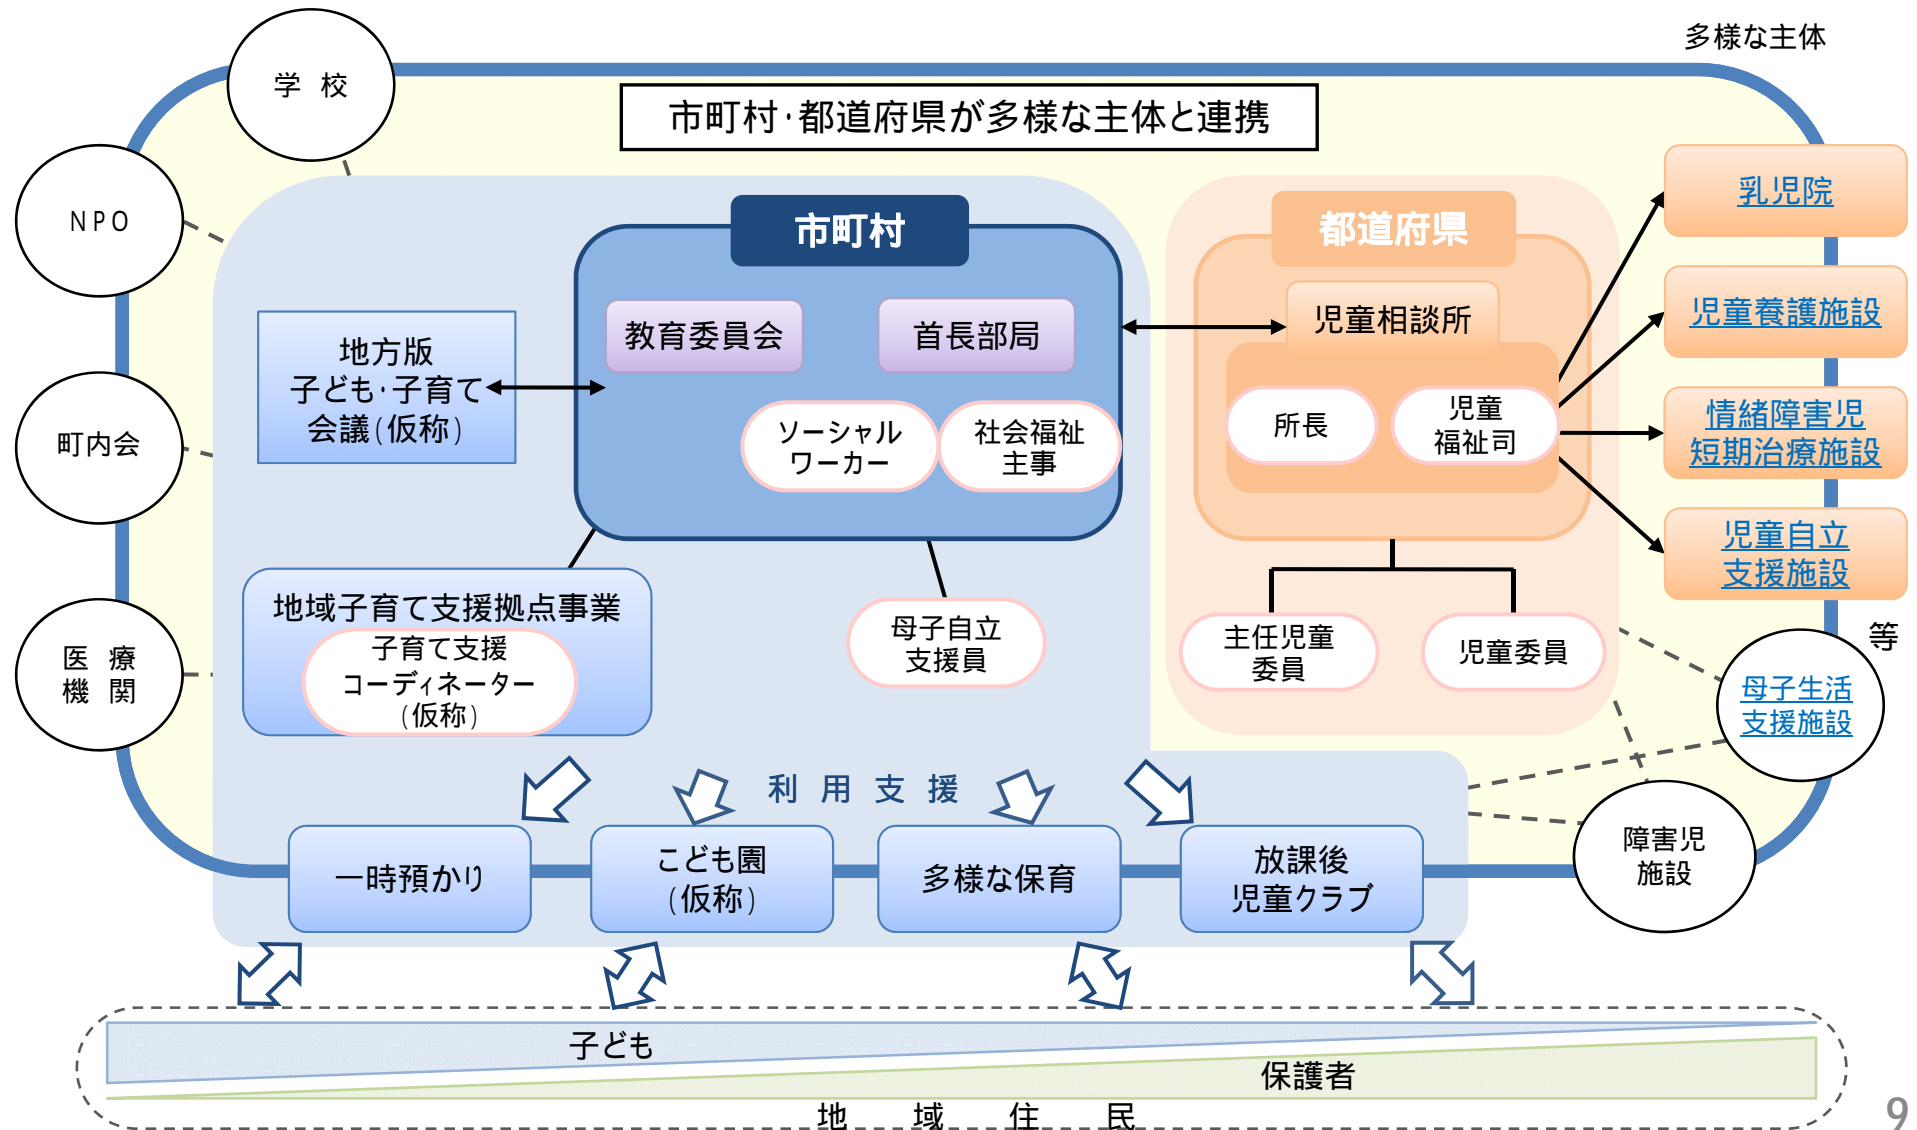 多様な主体
学 校
市町村・都道府県が多様な主体と連携
NPO
市町村
都道府県
乳児院
児童相談所
教育委員会
首長部局
児童養護施設
地方版
子ども・子育て
会議(仮称)
ソーシャル
ワーカー
社会福祉
主事
所長
児童
福祉司
情緒障害児
短期治療施設
町内会
児童自立
支援施設
地域子育て支援拠点事業
子育て支援
コーディネーター
(仮称)
母子自立
支援員
主任児童
委員
児童委員
等
医 療
機 関
母子生活
支援施設
利 用 支 援
一時預かり
こども園
(仮称)
多様な保育
放課後
児童クラブ
障害児
施設
子ども
保護者
地 域 住 民
9